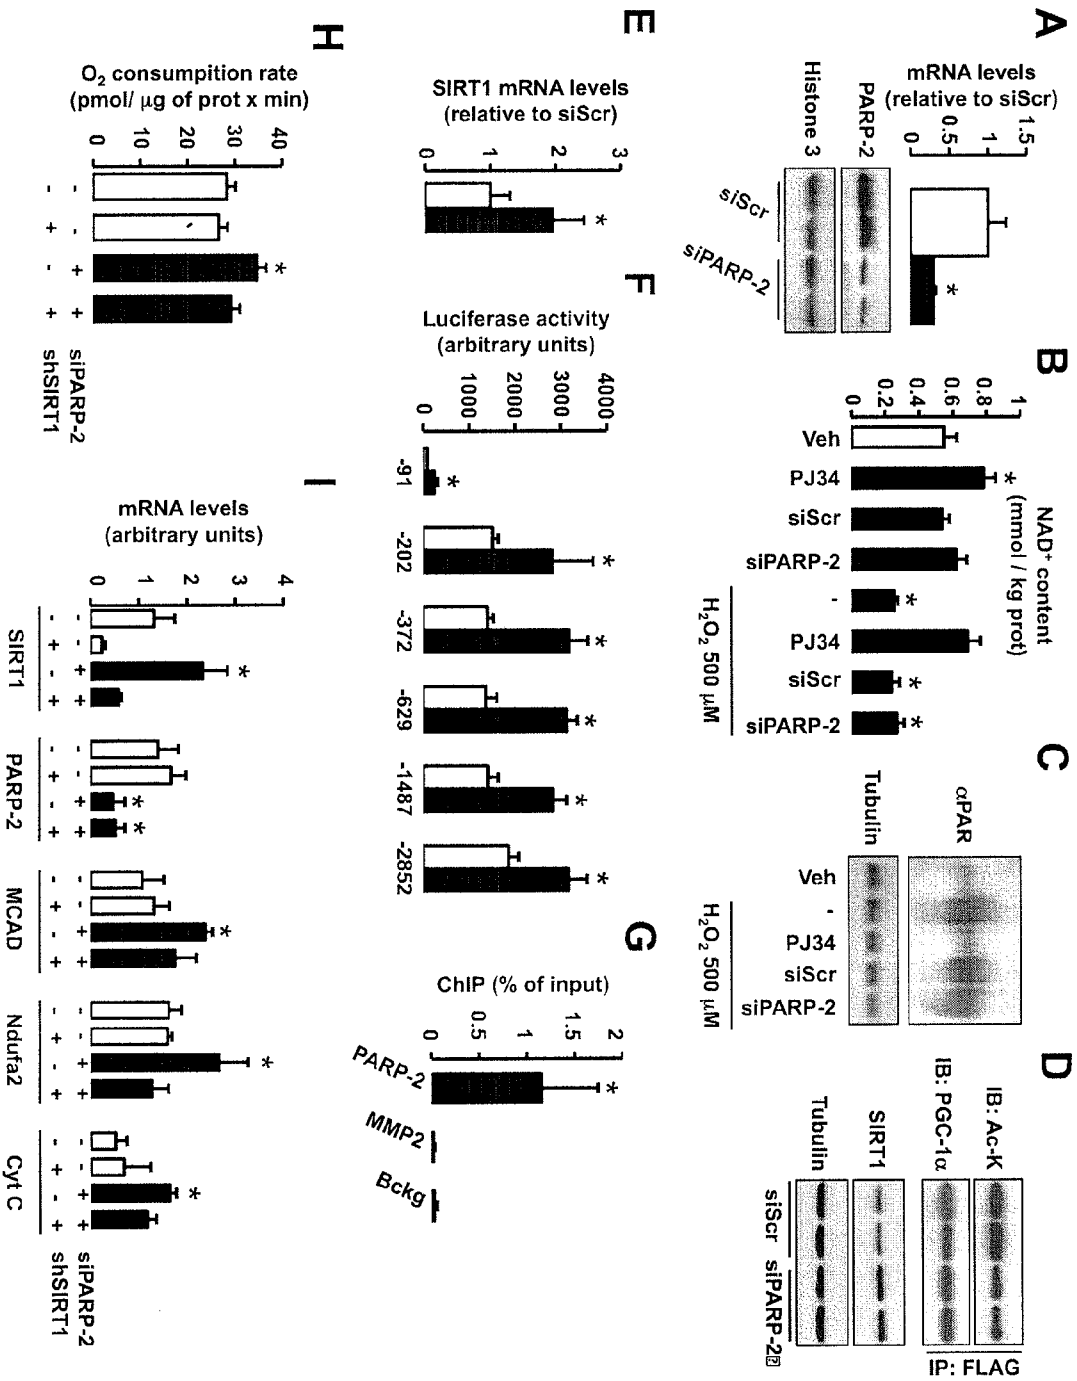 A
mRNA levels
(relative to siScr)
1.5
1
0.5
0
*
PARP-2
Histone 3
siScr
siPARP-2
B
NAD+ content
(mmol / kg prot)
1
0.8
0.6
0.4
0.2
0
* * * *
Veh
PJ34
siScr
siPARP-2
-
PJ34
siScr
siPARP-2
H2O2 500 µM
C
αPAR
Tubulin
Veh
-
PJ34
siScr
siPARP-2
H2O2 500 µM
D
IB: Ac-K
IB: PGC-1α
IP: FLAG
SIRT1
Tubulin
siScr
siPARP-2
E
SIRT1 mRNA levels
(relative to siScr)
3
2
1
0
*
F
Luciferase activity
(arbitrary units)
4000
3000
2000
1000
0
* * * * * *
-91
-202
-372
-629
-1487
-2852
G
ChIP (% of input)
2
1.5
1
0.5
0
*
PARP-2
MMP2
Bckg
H
O2 consumpition rate
(pmol/ µg of prot x min)
40
30
20
10
0
*
- - + + siPARP-2
- + - + shSIRT1
I
mRNA levels
(arbitrary units)
4
3
2
1
0
* * * * * *
- - + + - - + + - - + + - - + + - - + + siPARP-2
- + - + - + - + - + - + - + - + - + - + shSIRT1
SIRT1
PARP-2
MCAD
Ndufa2
Cyt C